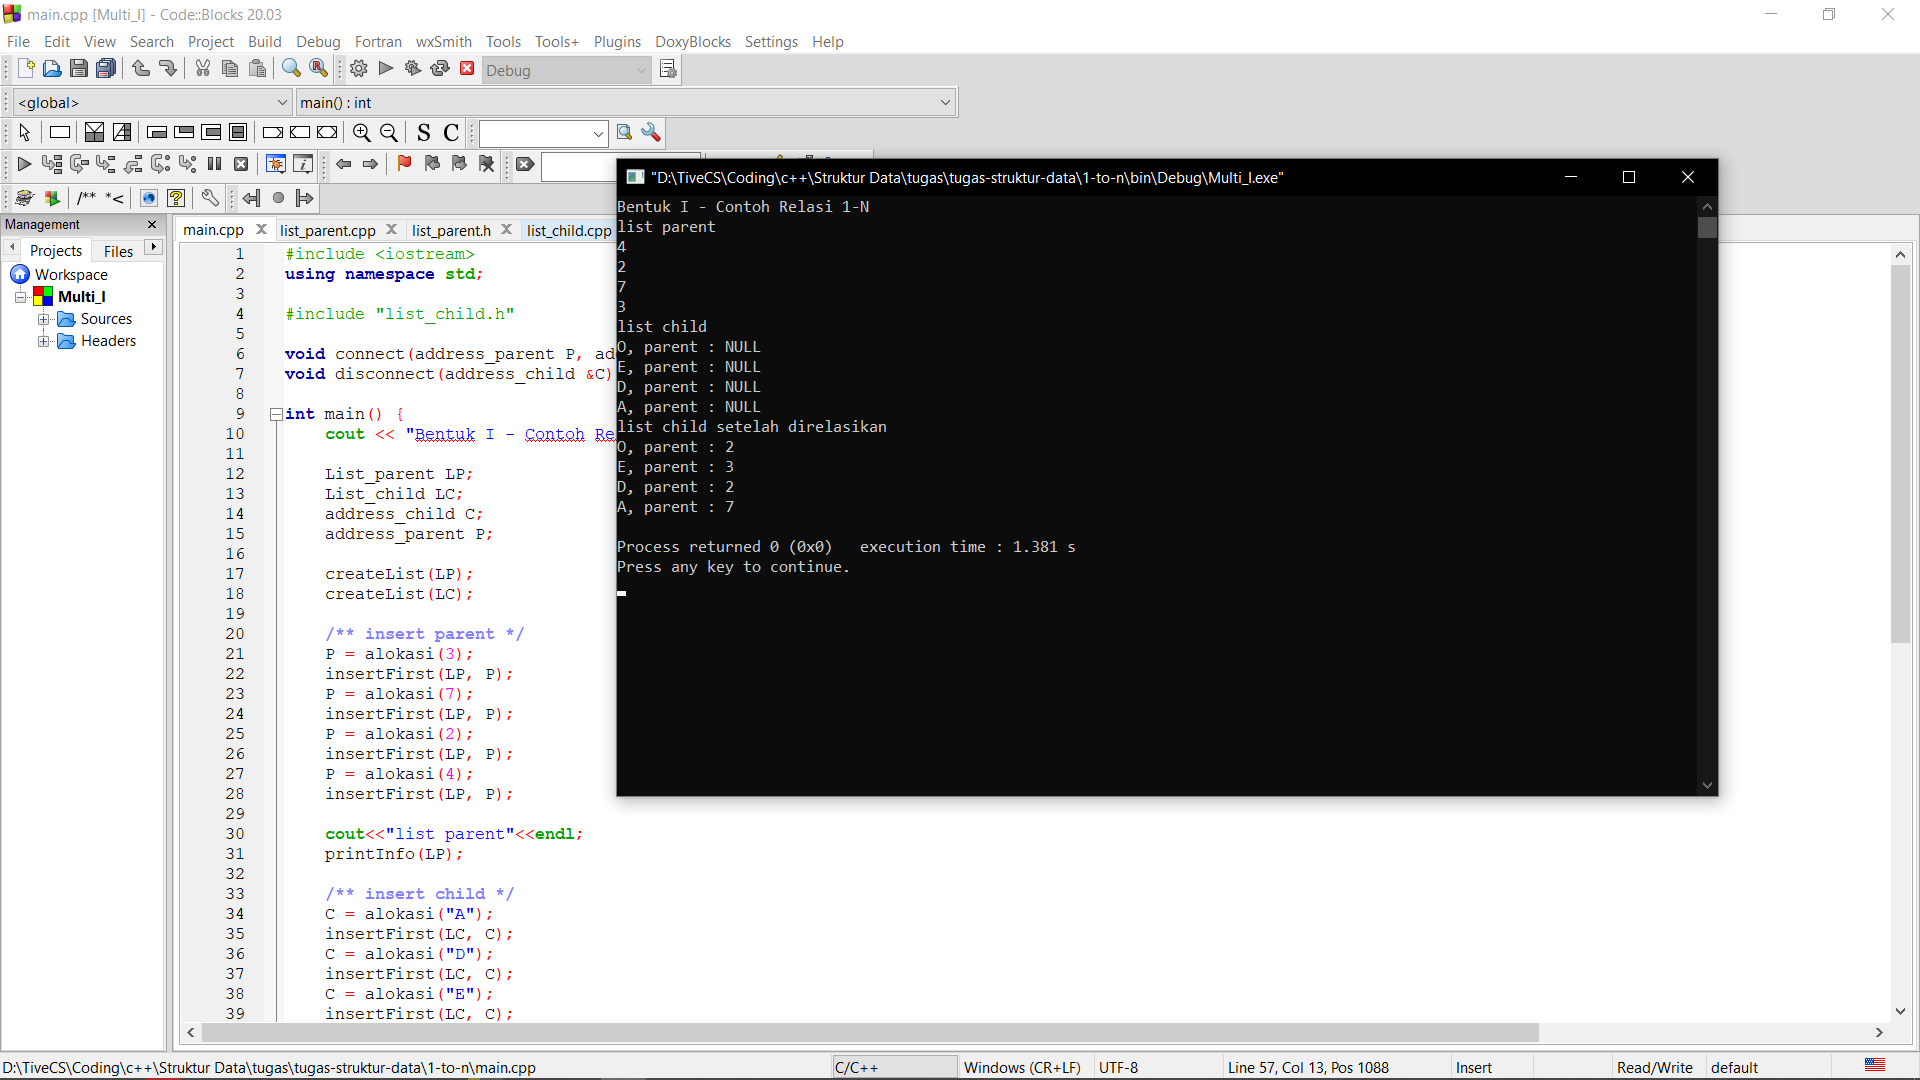 main.cpp [Multi_I] - Code::Blocks 20.03
File Edit View Search Project Build Debug Fortran wxSmith Tools Tools+ Plugins DoxyBlocks Settings Help
Debug
<global> main() : int
S C
/** *<
Management
Projects Files
Workspace
Multi_I
Sources
Headers
main.cpp list_parent.cpp list_parent.h list_child.cpp
1 #include <iostream>
2 using namespace std;
3
4 #include "list_child.h"
5
6 void connect(address_parent P, ad
7 void disconnect(address_child &C)
8
9 int main() {
10 cout << "Bentuk I - Contoh Re
11
12 List_parent LP;
13 List_child LC;
14 address_child C;
15 address_parent P;
16
17 createList(LP);
18 createList(LC);
19
20 /** insert parent */
21 P = alokasi(3);
22 insertFirst(LP, P);
23 P = alokasi(7);
24 insertFirst(LP, P);
25 P = alokasi(2);
26 insertFirst(LP, P);
27 P = alokasi(4);
28 insertFirst(LP, P);
29
30 cout<<"list parent"<<endl;
31 printInfo(LP);
32
33 /** insert child */
34 C = alokasi("A");
35 insertFirst(LC, C);
36 C = alokasi("D");
37 insertFirst(LC, C);
38 C = alokasi("E");
39 insertFirst(LC, C);
"D:\TiveCS\Coding\c++\Struktur Data\tugas\tugas-struktur-data\1-to-n\bin\Debug\Multi_I.exe"
Bentuk I - Contoh Relasi 1-N
list parent
4
2
7
3
list child
O, parent : NULL
E, parent : NULL
D, parent : NULL
A, parent : NULL
list child setelah direlasikan
O, parent : 2
E, parent : 3
D, parent : 2
A, parent : 7
Process returned 0 (0x0) execution time : 1.381 s
Press any key to continue.
D:\TiveCS\Coding\c++\Struktur Data\tugas\tugas-struktur-data\1-to-n\main.cpp C/C++ Windows (CR+LF) UTF-8 Line 57, Col 13, Pos 1088 Insert Read/Write default